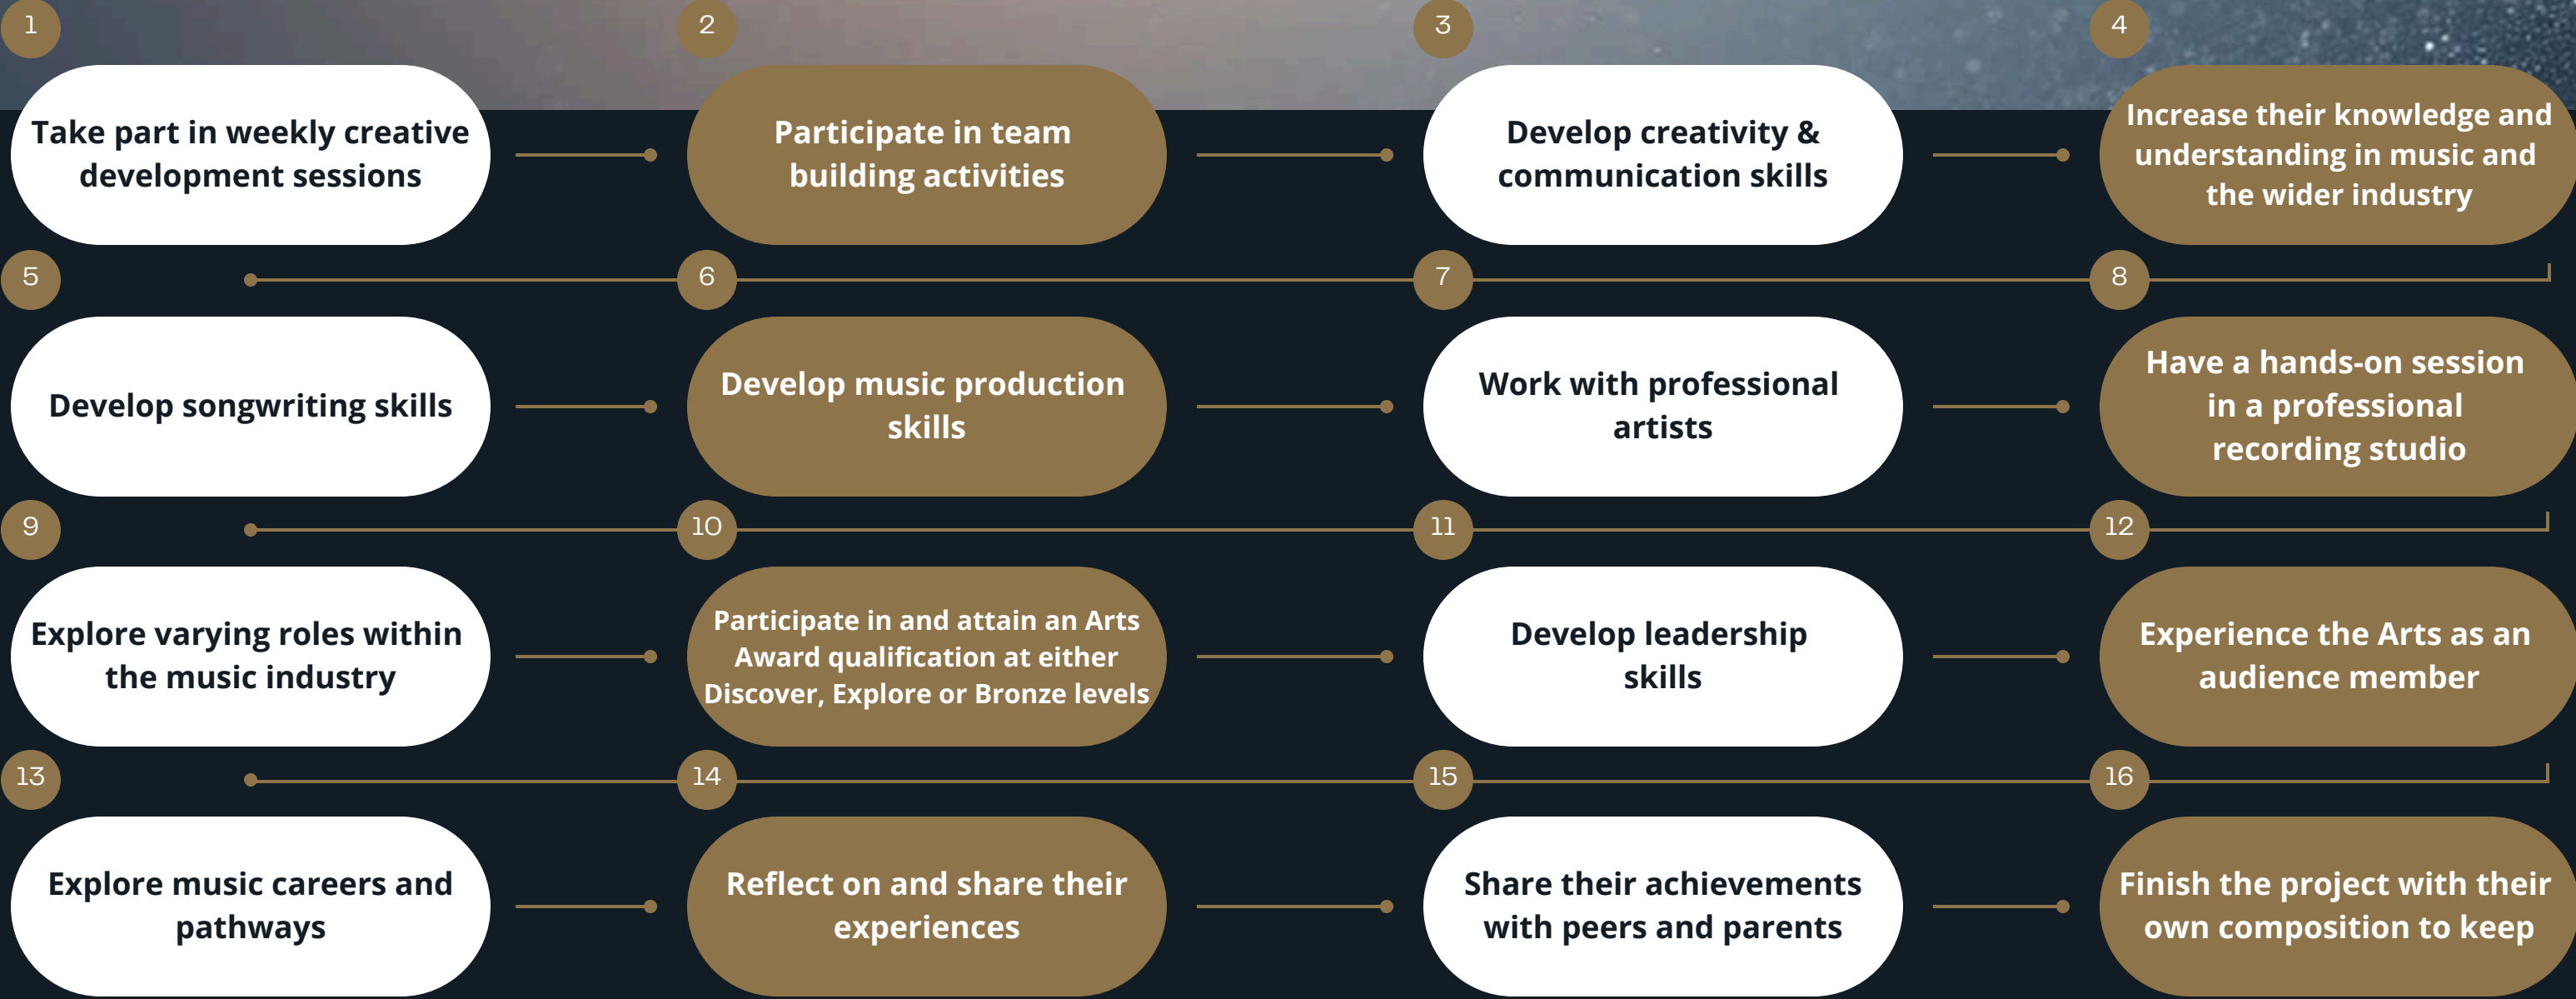 1
Take part in weekly creative
development sessions
2
Participate in team
building activities
3
Develop creativity &
communication skills
4
Increase their knowledge and
understanding in music and
the wider industry
5
Develop songwriting skills
6
Develop music production
skills
7
Work with professional
artists
8
Have a hands-on session
in a professional
recording studio
9
Explore varying roles within
the music industry
10
Participate in and attain an Arts
Award qualification at either
Discover, Explore or Bronze levels
11
Develop leadership
skills
12
Experience the Arts as an
audience member
13
Explore music careers and
pathways
14
Reflect on and share their
experiences
15
Share their achievements
with peers and parents
16
Finish the project with their
own composition to keep